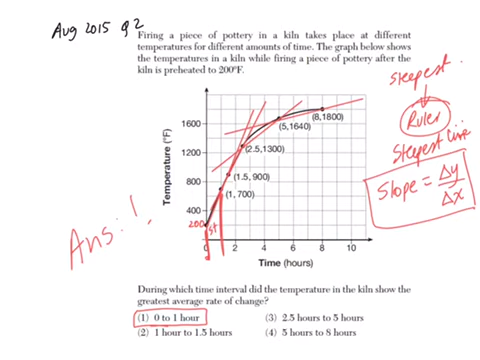 Aug 2015 Q2
Firing a piece of pottery in a kiln takes place at different
temperatures for different amounts of time. The graph below shows
the temperatures in a kiln while firing a piece of pottery after the
kiln is preheated to 200°F.
steepest
Ruler
steepest line
Slope = Δy/Δx
Temperature (°F)
1600
1200
800
400
200
(8,1800)
(5,1640)
(2.5,1300)
(1.5,900)
(1,700)
st
0 2 4 6 8 10
Time (hours)
Ans: 1.
During which time interval did the temperature in the kiln show the
greatest average rate of change?
(1) 0 to 1 hour (3) 2.5 hours to 5 hours
(2) 1 hour to 1.5 hours (4) 5 hours to 8 hours